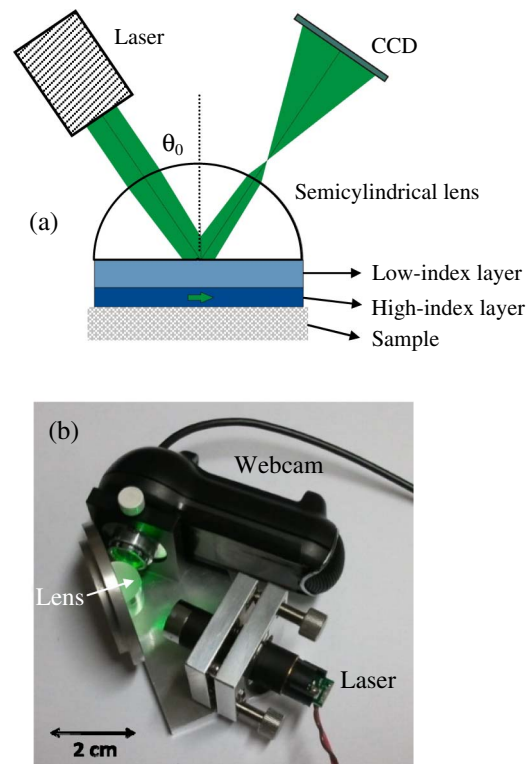 Laser
CCD
θ0
Semicylindrical lens
(a)
Low-index layer
High-index layer
Sample
(b)
Webcam
Lens
Laser
2 cm